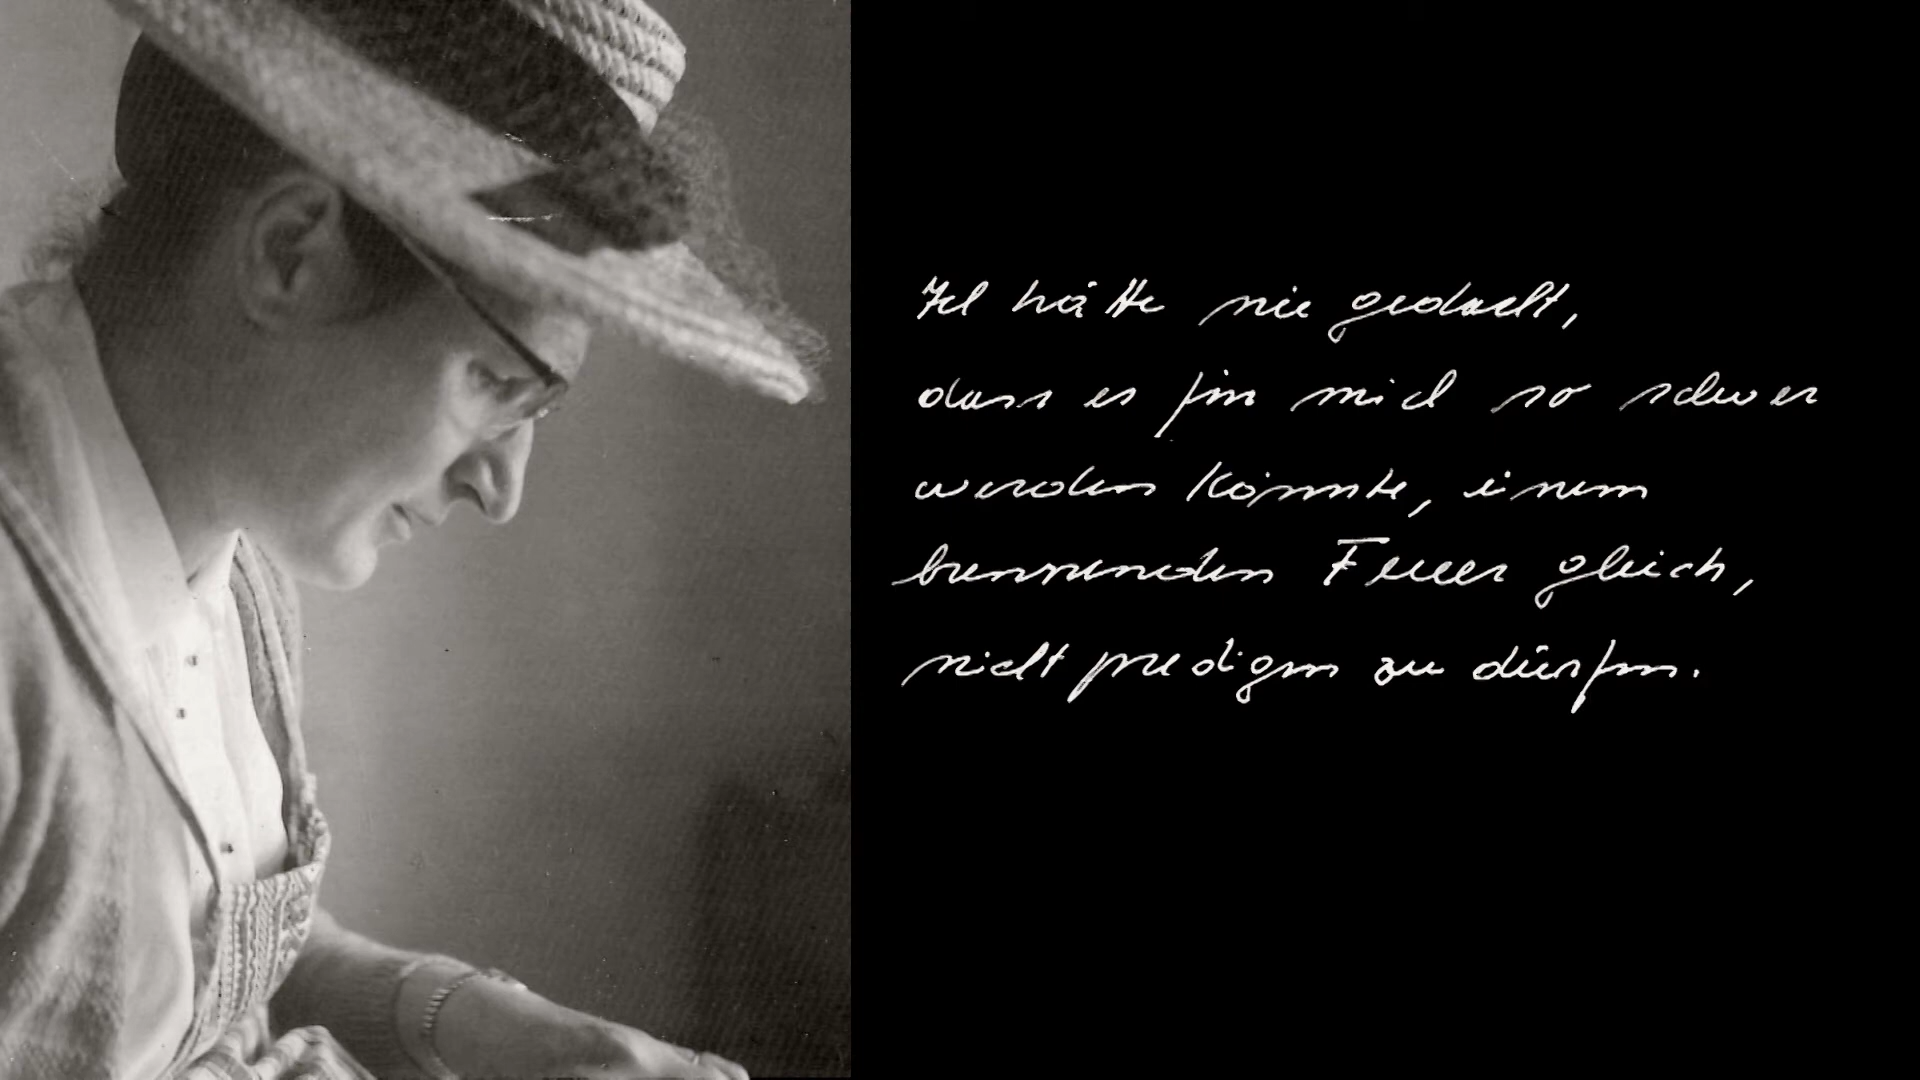 Ich hätte nie gedacht,
dass es für mich so schwer
werden könnte, einem
brennenden Feuer gleich,
nicht predigen zu dürfen.